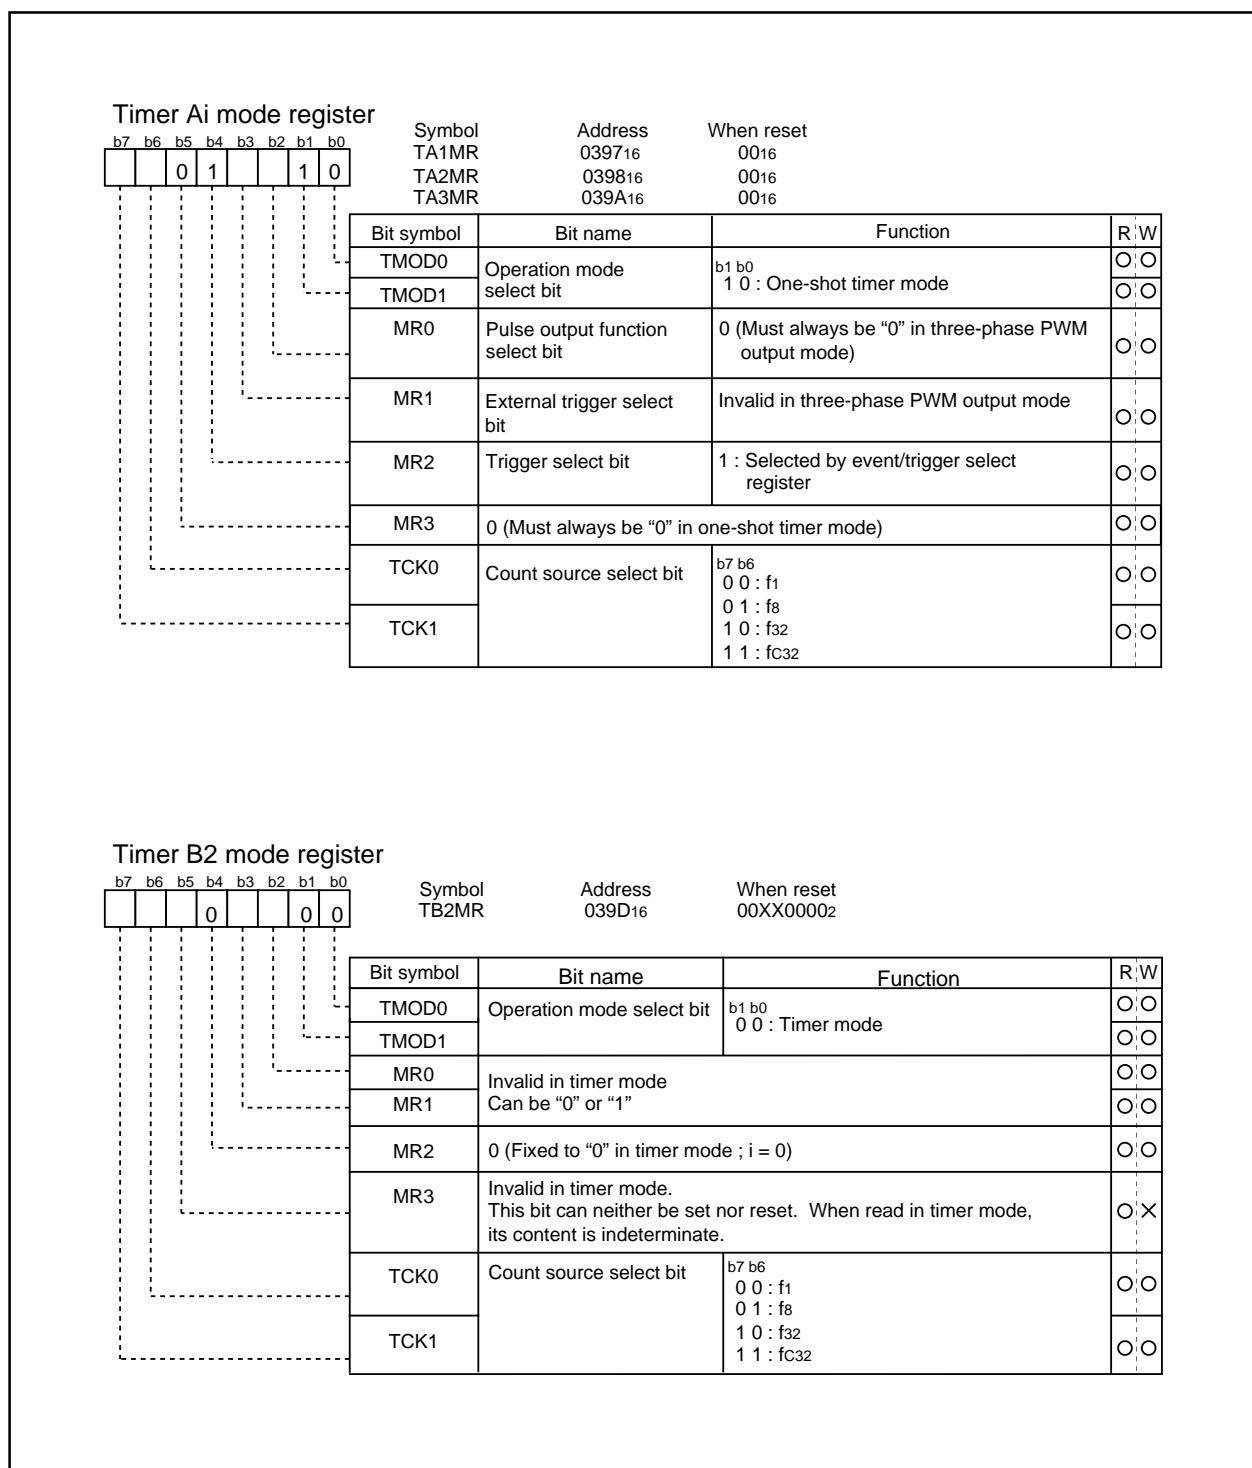 Timer Ai mode register
Symbol Address When reset
b7 b6 b5 b4 b3 b2 b1 b0
TA1MR 039716 0016
0 1 1 0
TA2MR 039816 0016
TA3MR 039A16 0016
Bit symbol Bit name Function R W
TMOD0 Operation mode select bit b1 b0
TMOD1 1 0 : One-shot timer mode
MR0 Pulse output function select bit 0 (Must always be “0” in three-phase PWM
output mode)
MR1 External trigger select bit Invalid in three-phase PWM output mode
MR2 Trigger select bit 1 : Selected by event/trigger select
register
MR3 0 (Must always be “0” in one-shot timer mode)
TCK0 Count source select bit b7 b6
0 0 : f1
0 1 : f8
TCK1 1 0 : f32
1 1 : fC32
Timer B2 mode register
b7 b6 b5 b4 b3 b2 b1 b0
Symbol Address When reset
0 0 0
TB2MR 039D16 00XX00002
Bit symbol Bit name Function R W
TMOD0 Operation mode select bit b1 b0
0 0 : Timer mode
TMOD1
MR0 Invalid in timer mode
MR1 Can be “0” or “1”
MR2 0 (Fixed to “0” in timer mode ; i = 0)
MR3 Invalid in timer mode.
This bit can neither be set nor reset. When read in timer mode,
its content is indeterminate.
TCK0 Count source select bit b7 b6
0 0 : f1
0 1 : f8
TCK1 1 0 : f32
1 1 : fC32